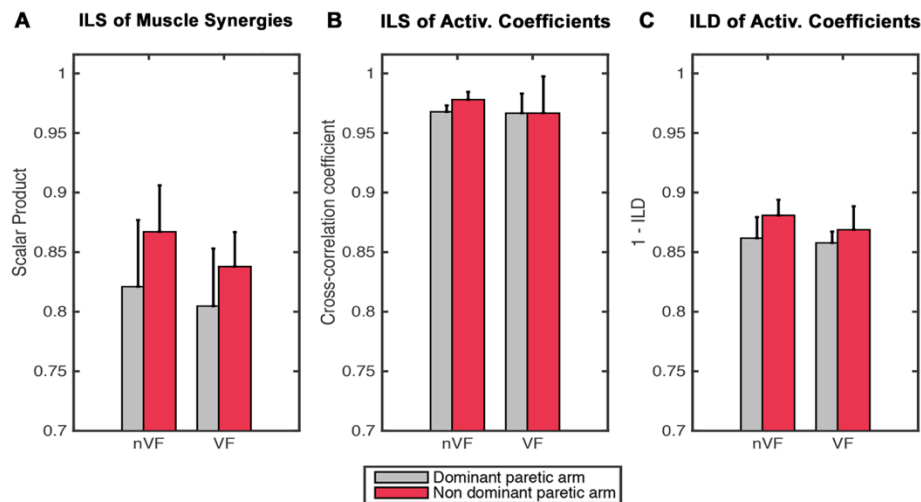 A ILS of Muscle Synergies
Scalar Product
1
0.95
0.9
0.85
0.8
0.75
0.7
nVF VF
B ILS of Activ. Coefficients
Cross-correlation coefficient
1
0.95
0.9
0.85
0.8
0.75
0.7
nVF VF
C ILD of Activ. Coefficients
1 - ILD
1
0.95
0.9
0.85
0.8
0.75
0.7
nVF VF
Dominant paretic arm
Non dominant paretic arm